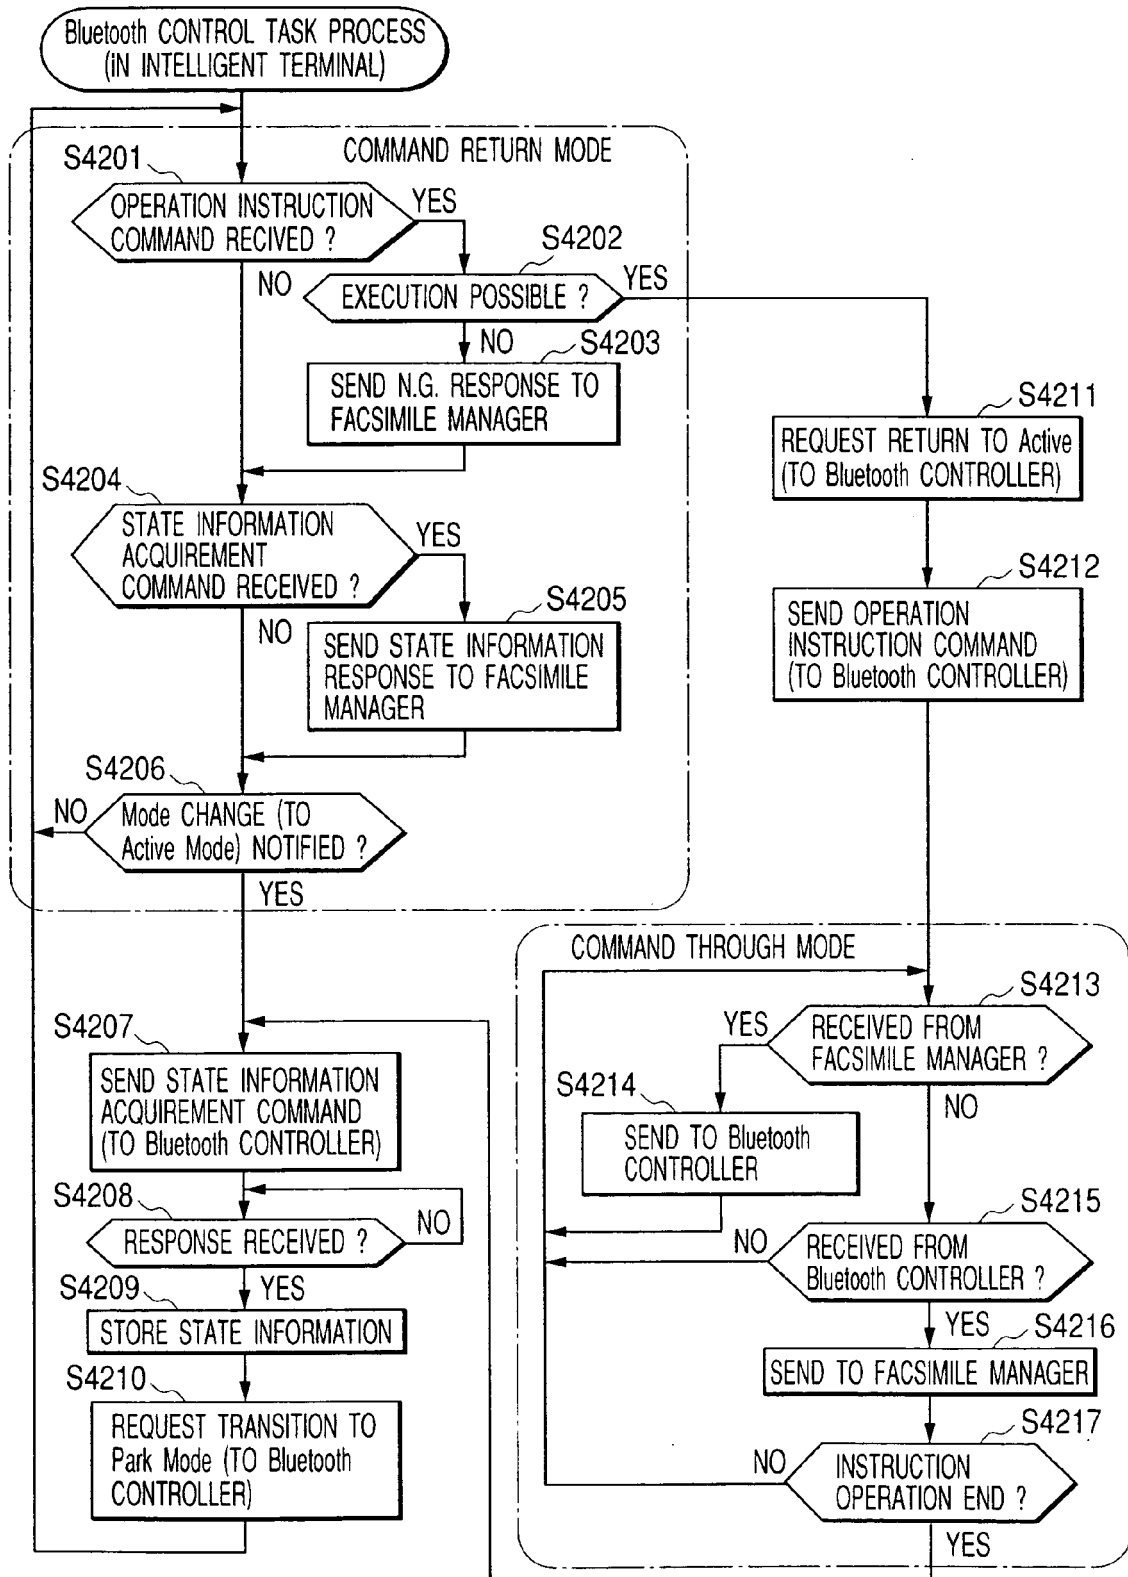 Bluetooth CONTROL TASK PROCESS
(IN INTELLIGENT TERMINAL)
COMMAND RETURN MODE
S4201
OPERATION INSTRUCTION
COMMAND RECIVED ?
YES
NO
S4202
EXECUTION POSSIBLE ?
YES
NO
S4203
SEND N.G. RESPONSE TO
FACSIMILE MANAGER
S4204
STATE INFORMATION
ACQUIREMENT
COMMAND RECEIVED ?
YES
NO
S4205
SEND STATE INFORMATION
RESPONSE TO FACSIMILE
MANAGER
S4206
Mode CHANGE (TO
Active Mode) NOTIFIED ?
NO
YES
S4207
SEND STATE INFORMATION
ACQUIREMENT COMMAND
(TO Bluetooth CONTROLLER)
S4208
RESPONSE RECEIVED ?
NO
YES
S4209
STORE STATE INFORMATION
S4210
REQUEST TRANSITION TO
Park Mode (TO Bluetooth
CONTROLLER)
S4211
REQUEST RETURN TO Active
(TO Bluetooth CONTROLLER)
S4212
SEND OPERATION
INSTRUCTION COMMAND
(TO Bluetooth CONTROLLER)
COMMAND THROUGH MODE
S4213
RECEIVED FROM
FACSIMILE MANAGER ?
YES
NO
S4214
SEND TO Bluetooth
CONTROLLER
S4215
RECEIVED FROM
Bluetooth CONTROLLER ?
NO
YES
S4216
SEND TO FACSIMILE MANAGER
S4217
INSTRUCTION
OPERATION END ?
NO
YES